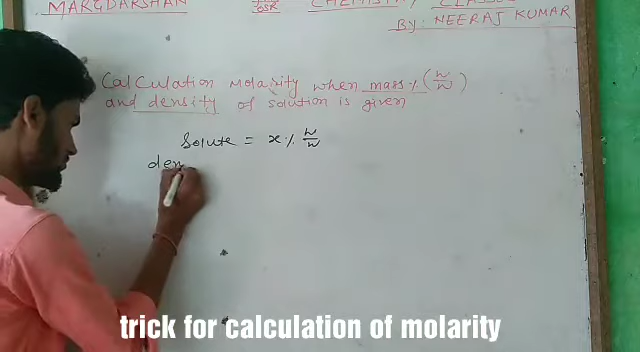 MARGDARSHAN CHEMISTRY CLASSES
BY: NEERAJ KUMAR
Calculation Molarity when mass % (w/w)
and density of solution is given
Solute = x % w/w
den
trick for calculation of molarity